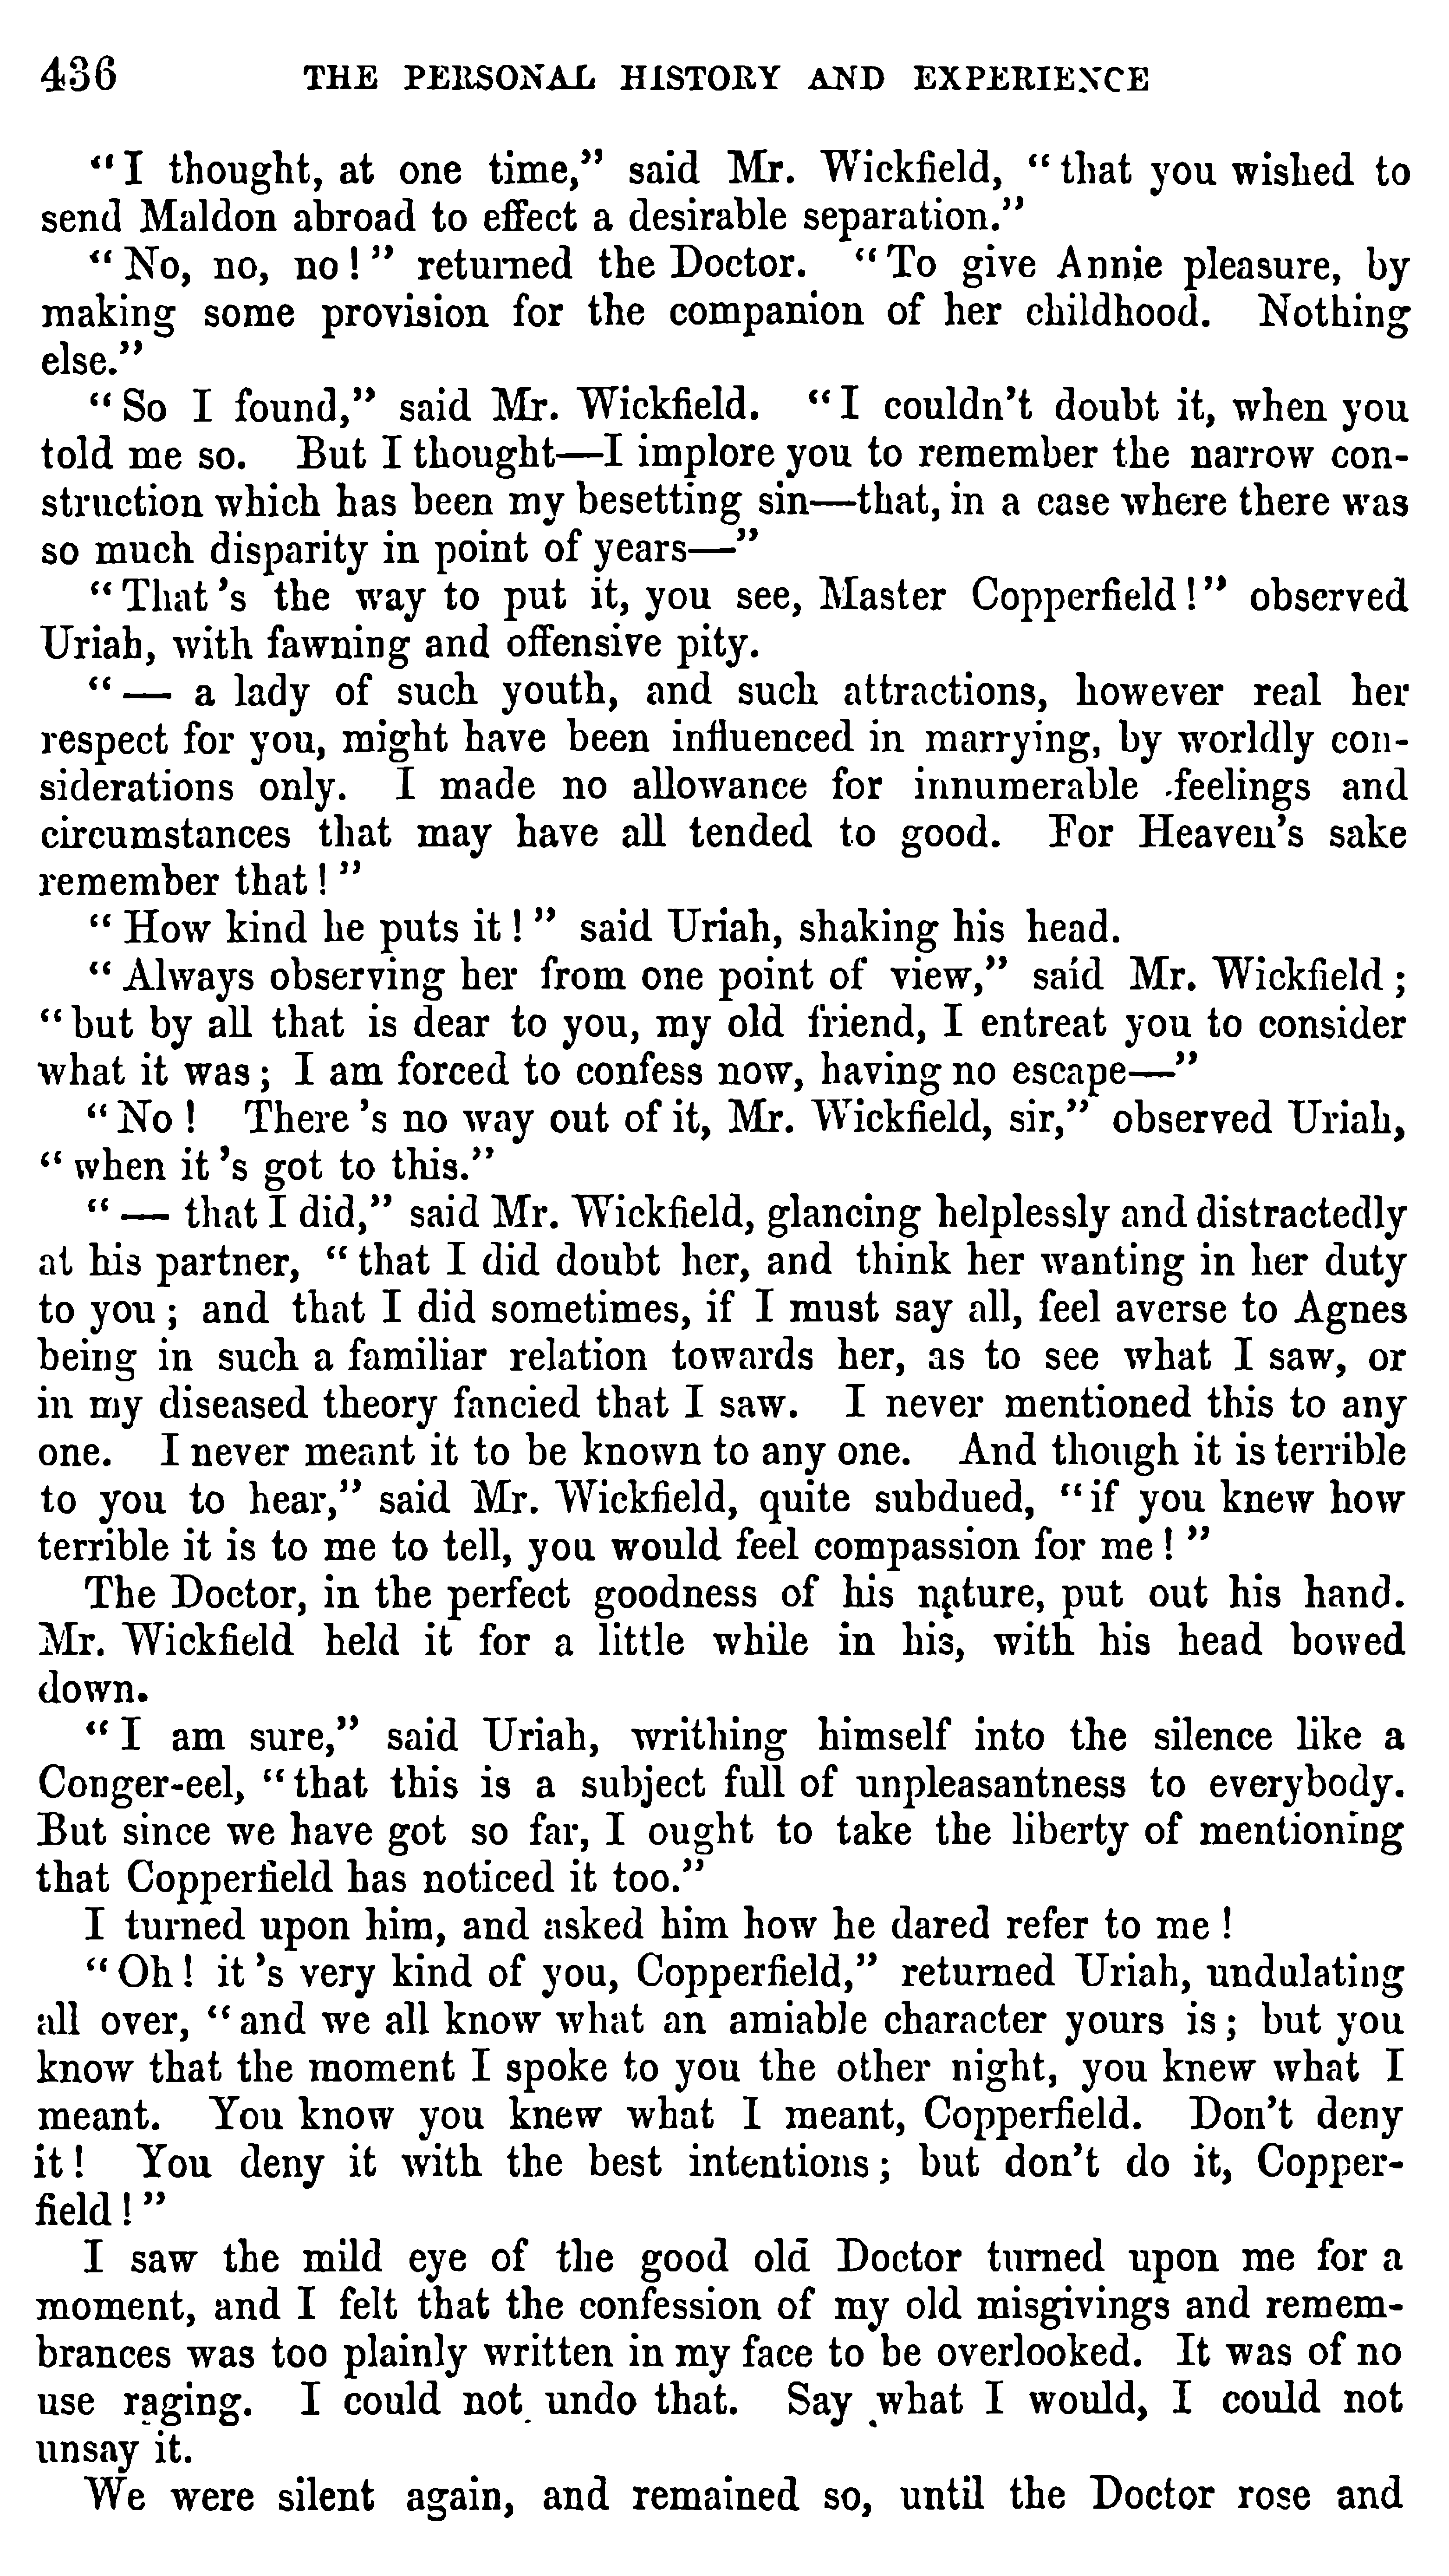 436 THE PERSONAL HISTORY AND EXPERIENCE
"I thought, at one time," said Mr. Wickfield, "that you wished to
send Maldon abroad to effect a desirable separation."
"No, no, no!" returned the Doctor. "To give Annie pleasure, by
making some provision for the companion of her childhood. Nothing
else."
"So I found," said Mr. Wickfield. "I couldn't doubt it, when you
told me so. But I thought—I implore you to remember the narrow con-
struction which has been my besetting sin—that, in a case where there was
so much disparity in point of years—"
"That's the way to put it, you see, Master Copperfield!" observed
Uriah, with fawning and offensive pity.
"— a lady of such youth, and such attractions, however real her
respect for you, might have been influenced in marrying, by worldly con-
siderations only. I made no allowance for innumerable feelings and
circumstances that may have all tended to good. For Heaven's sake
remember that!"
"How kind he puts it!" said Uriah, shaking his head.
"Always observing her from one point of view," said Mr. Wickfield;
"but by all that is dear to you, my old friend, I entreat you to consider
what it was; I am forced to confess now, having no escape—"
"No! There's no way out of it, Mr. Wickfield, sir," observed Uriah,
"when it's got to this."
"— that I did," said Mr. Wickfield, glancing helplessly and distractedly
at his partner, "that I did doubt her, and think her wanting in her duty
to you; and that I did sometimes, if I must say all, feel averse to Agnes
being in such a familiar relation towards her, as to see what I saw, or
in my diseased theory fancied that I saw. I never mentioned this to any
one. I never meant it to be known to any one. And though it is terrible
to you to hear," said Mr. Wickfield, quite subdued, "if you knew how
terrible it is to me to tell, you would feel compassion for me!"
The Doctor, in the perfect goodness of his nature, put out his hand.
Mr. Wickfield held it for a little while in his, with his head bowed
down.
"I am sure," said Uriah, writhing himself into the silence like a
Conger-eel, "that this is a subject full of unpleasantness to everybody.
But since we have got so far, I ought to take the liberty of mentioning
that Copperfield has noticed it too."
I turned upon him, and asked him how he dared refer to me!
"Oh! it's very kind of you, Copperfield," returned Uriah, undulating
all over, "and we all know what an amiable character yours is; but you
know that the moment I spoke to you the other night, you knew what I
meant. You know you knew what I meant, Copperfield. Don't deny
it! You deny it with the best intentions; but don't do it, Copper-
field!"
I saw the mild eye of the good old Doctor turned upon me for a
moment, and I felt that the confession of my old misgivings and remem-
brances was too plainly written in my face to be overlooked. It was of no
use raging. I could not undo that. Say what I would, I could not
unsay it.
We were silent again, and remained so, until the Doctor rose and